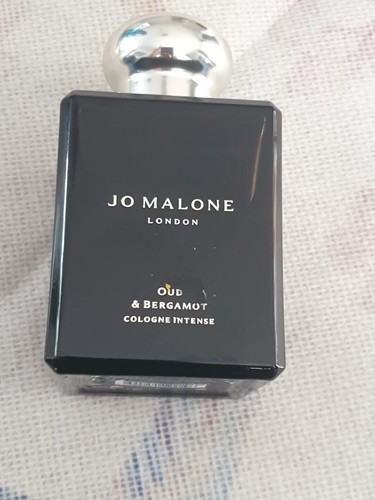 JO MALONE
LONDON
OUD
& BERGAMOT
COLOGNE INTENSE